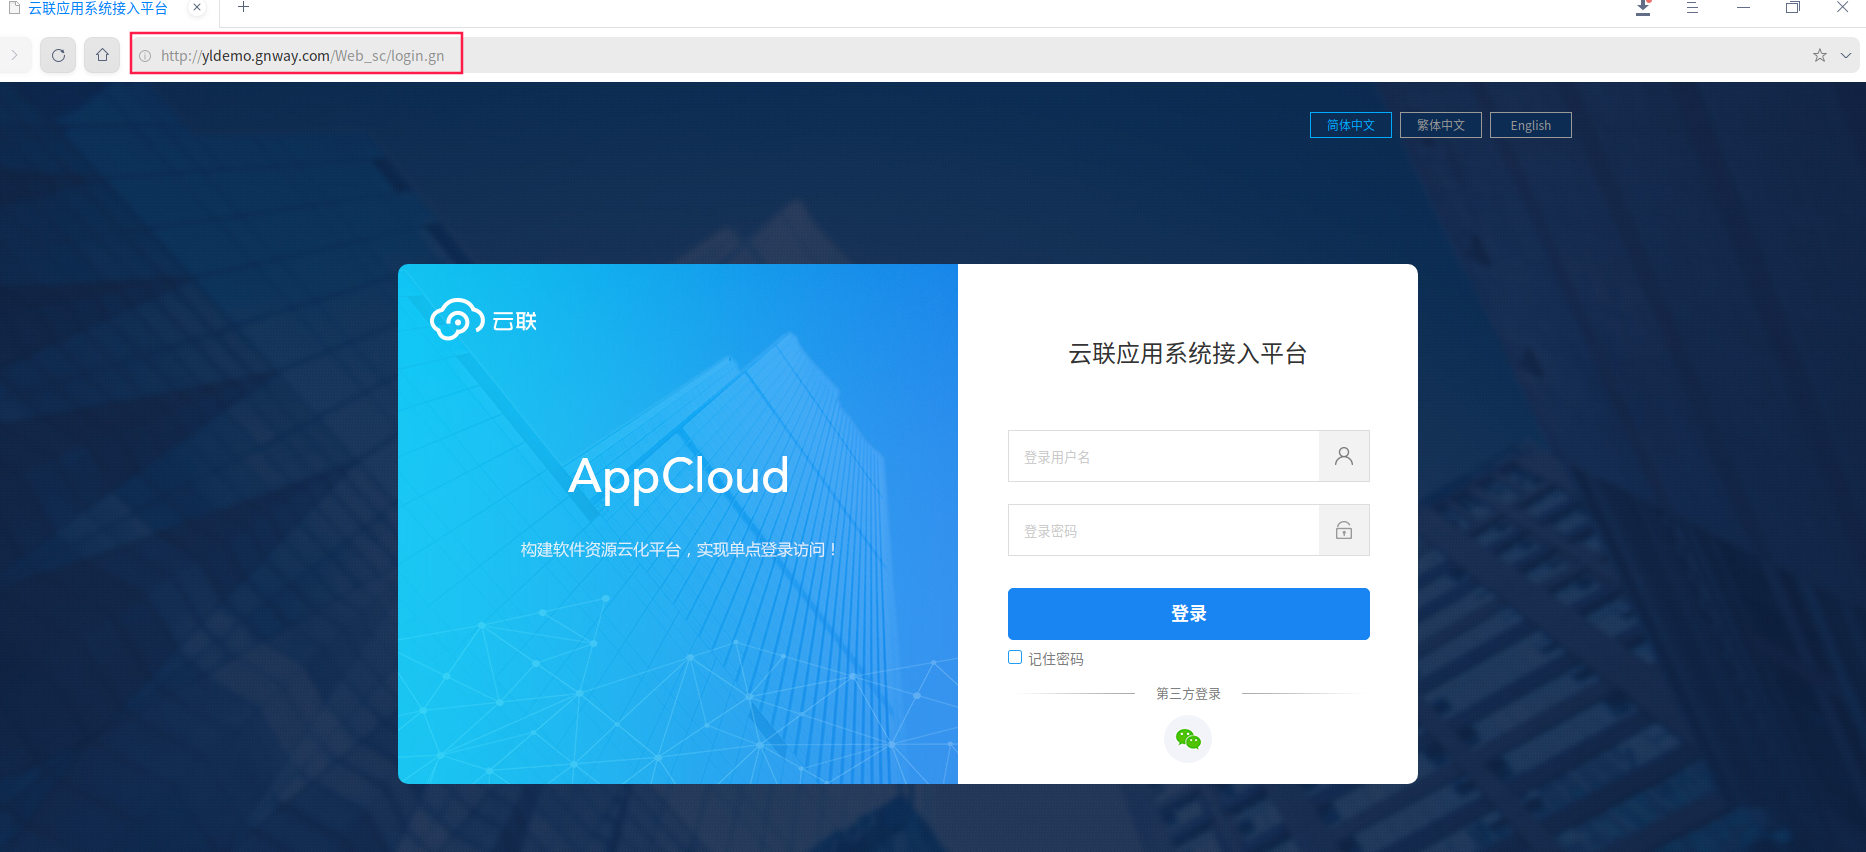 云联应用系统接入平台
http://yldemo.gnway.com/Web_sc/login.gn
简体中文
繁体中文
English
云联
AppCloud
构建软件资源云化平台，实现单点登录访问！
云联应用系统接入平台
登录用户名
登录密码
登录
记住密码
第三方登录